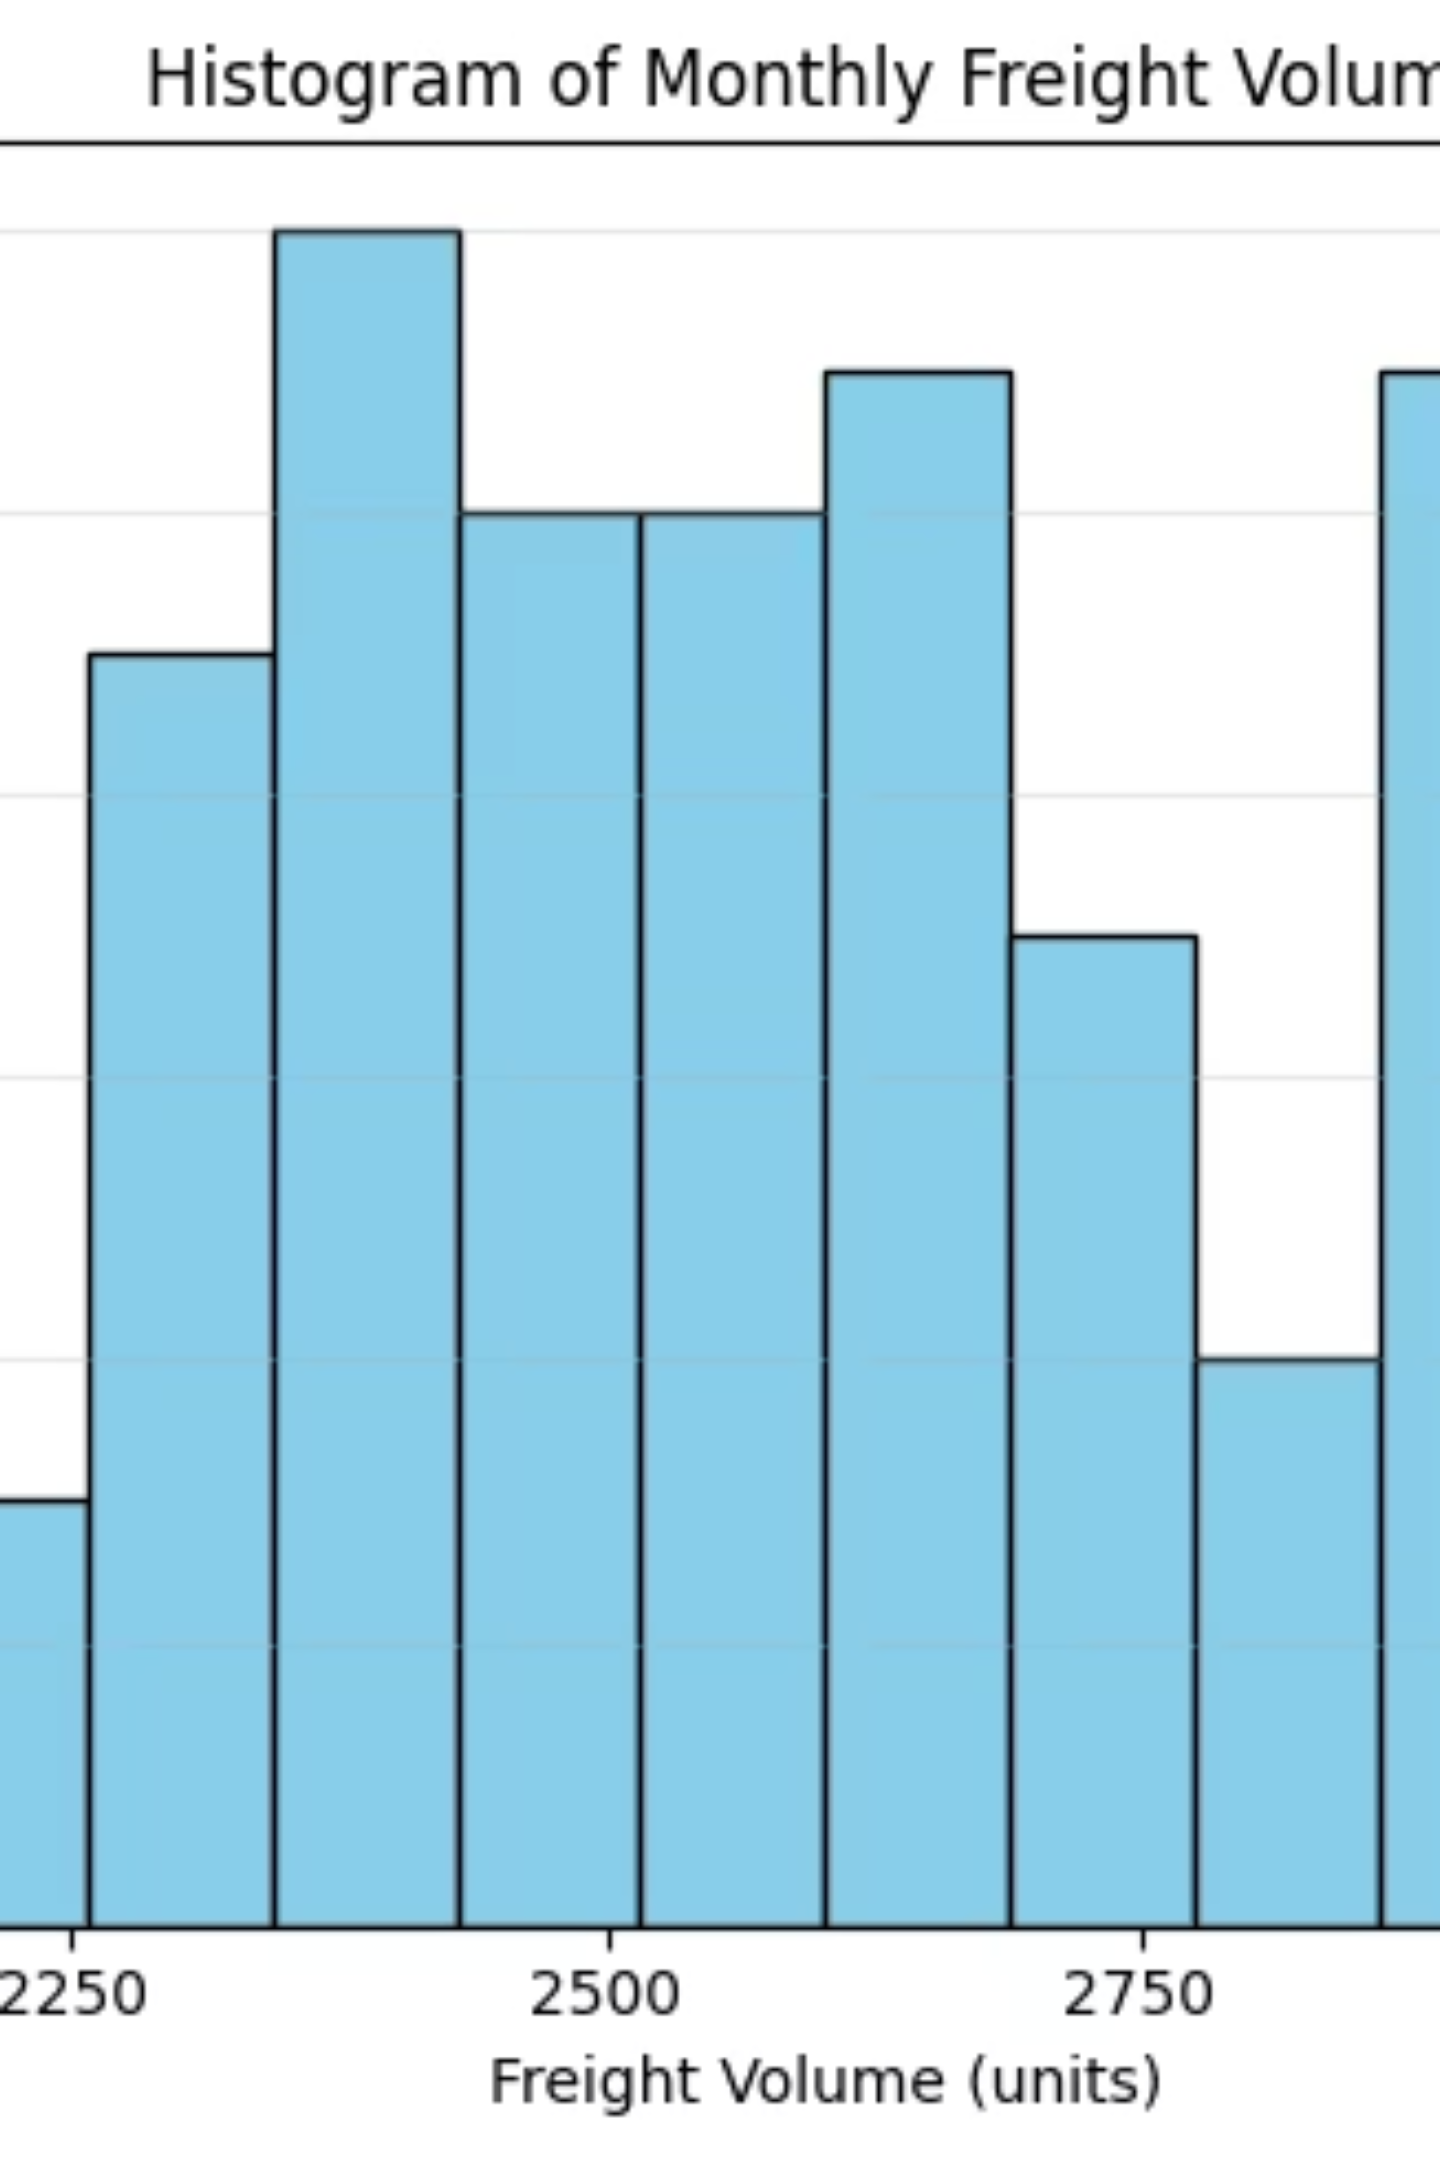 Histogram of Monthly Freight Volum
2250 2500 2750
Freight Volume (units)